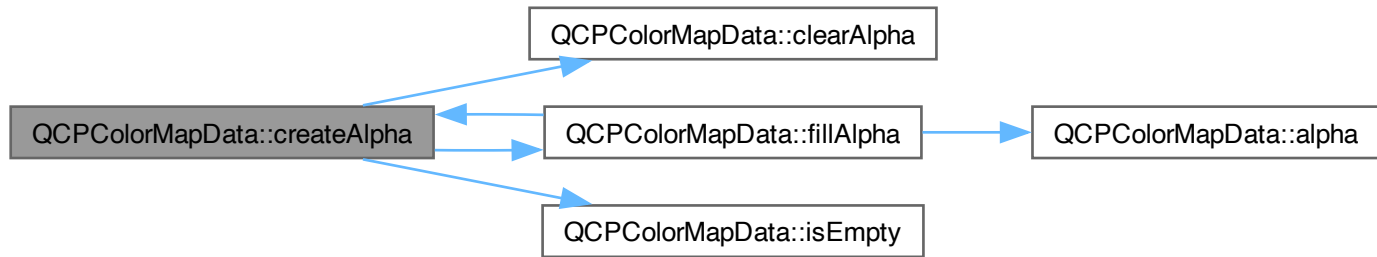 QCPColorMapData::clearAlpha
QCPColorMapData::createAlpha
QCPColorMapData::fillAlpha
QCPColorMapData::alpha
QCPColorMapData::isEmpty